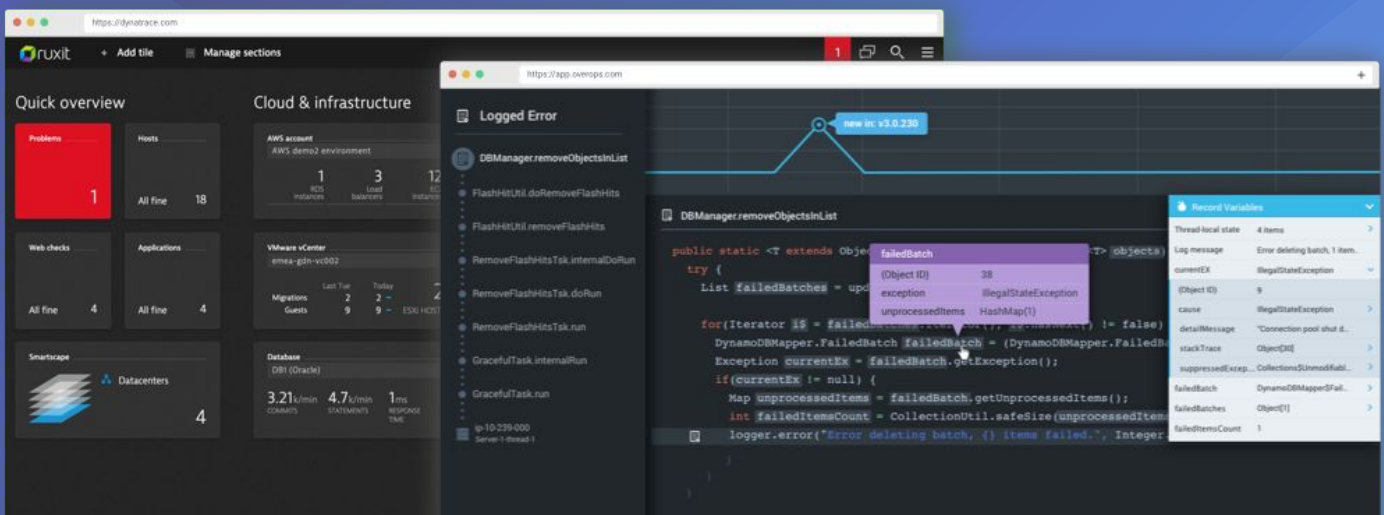 https://dynatrace.com
ruxit + Add tile Manage sections 1
Quick overview
Cloud & infrastructure
Problems
1
Hosts
All fine 18
AWS account
AWS demo2 environment
1 3 12
RDS instances
Load balancers
Web checks
All fine 4
Applications
All fine 4
VMware vCenter
emea-gdn-vc002
Last Tue Today
Migrations 2 2 –
Guests 9 9 – ESXi HOST
Smartscape
Datacenters
4
Database
DB1 (Oracle)
3.21k/min 4.7k/min 1ms
COMMITS STATEMENTS RESPONSE TIME
https://app.overops.com +
Logged Error
DBManager.removeObjectsInList
FlashHitUtil.doRemoveFlashHits
FlashHitUtil.removeFlashHits
RemoveFlashHitsTsk.internalDoRun
RemoveFlashHitsTsk.doRun
RemoveFlashHitsTsk.run
GracefulTask.internalRun
GracefulTask.run
ip-10-239-000
Server-1-thread-1
new in: v3.0.230
DBManager.removeObjectsInList
public static <T extends Objec T> objects)
try {
List failedBatches = upd
for(Iterator i$ = failed != false)
DynamoDBMapper.FailedBatch failedBatch = (DynamoDBMapper.FailedBa
Exception currentEx = failedBatch.getException();
if(currentEx != null) {
Map unprocessedItems = failedBatch.getUnprocessedItems();
int failedItemsCount = CollectionUtil.safeSize(unprocessedItems
logger.error("Error deleting batch, {} items failed.", Integer.
}
}
}
failedBatch
(Object ID) 38
exception IllegalStateException
unprocessedItems HashMap(1)
Record Variables
Thread-local state 4 items
Log message Error deleting batch, 1 item..
currentEX IllegalStateException
(Object ID) 9
cause IllegalStateException
detailMessage "Connection pool shut d...
stackTrace Object[30]
suppressedExcep... Collections$Unmodifiabl..
failedBatch DynamoDBMapper$Fail..
failedBatches Object[1]
failedItemsCount 1